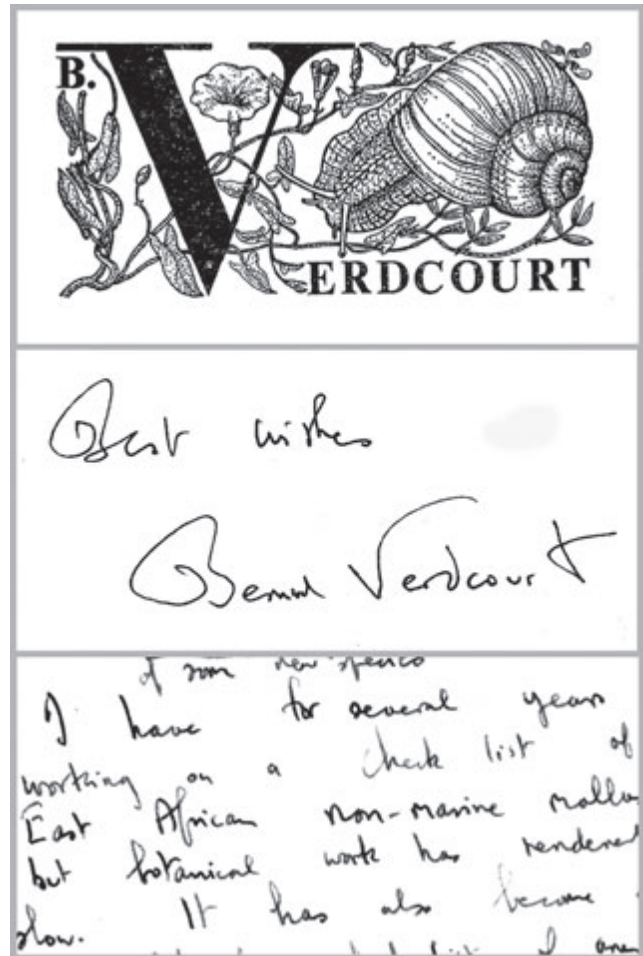 B.
VERDCOURT
Best wishes
Bernard Verdcourt
of some new species
I have for several years
working on a check list of
East African non-marine mollu
but botanical work has rendered
slow. It has also become